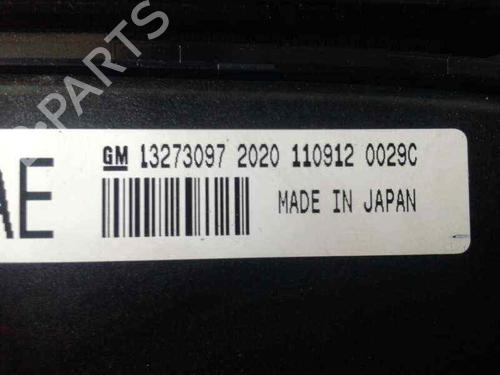 B-PARTS
GM 13273097 2020 110912 0029C
AE
MADE IN JAPAN